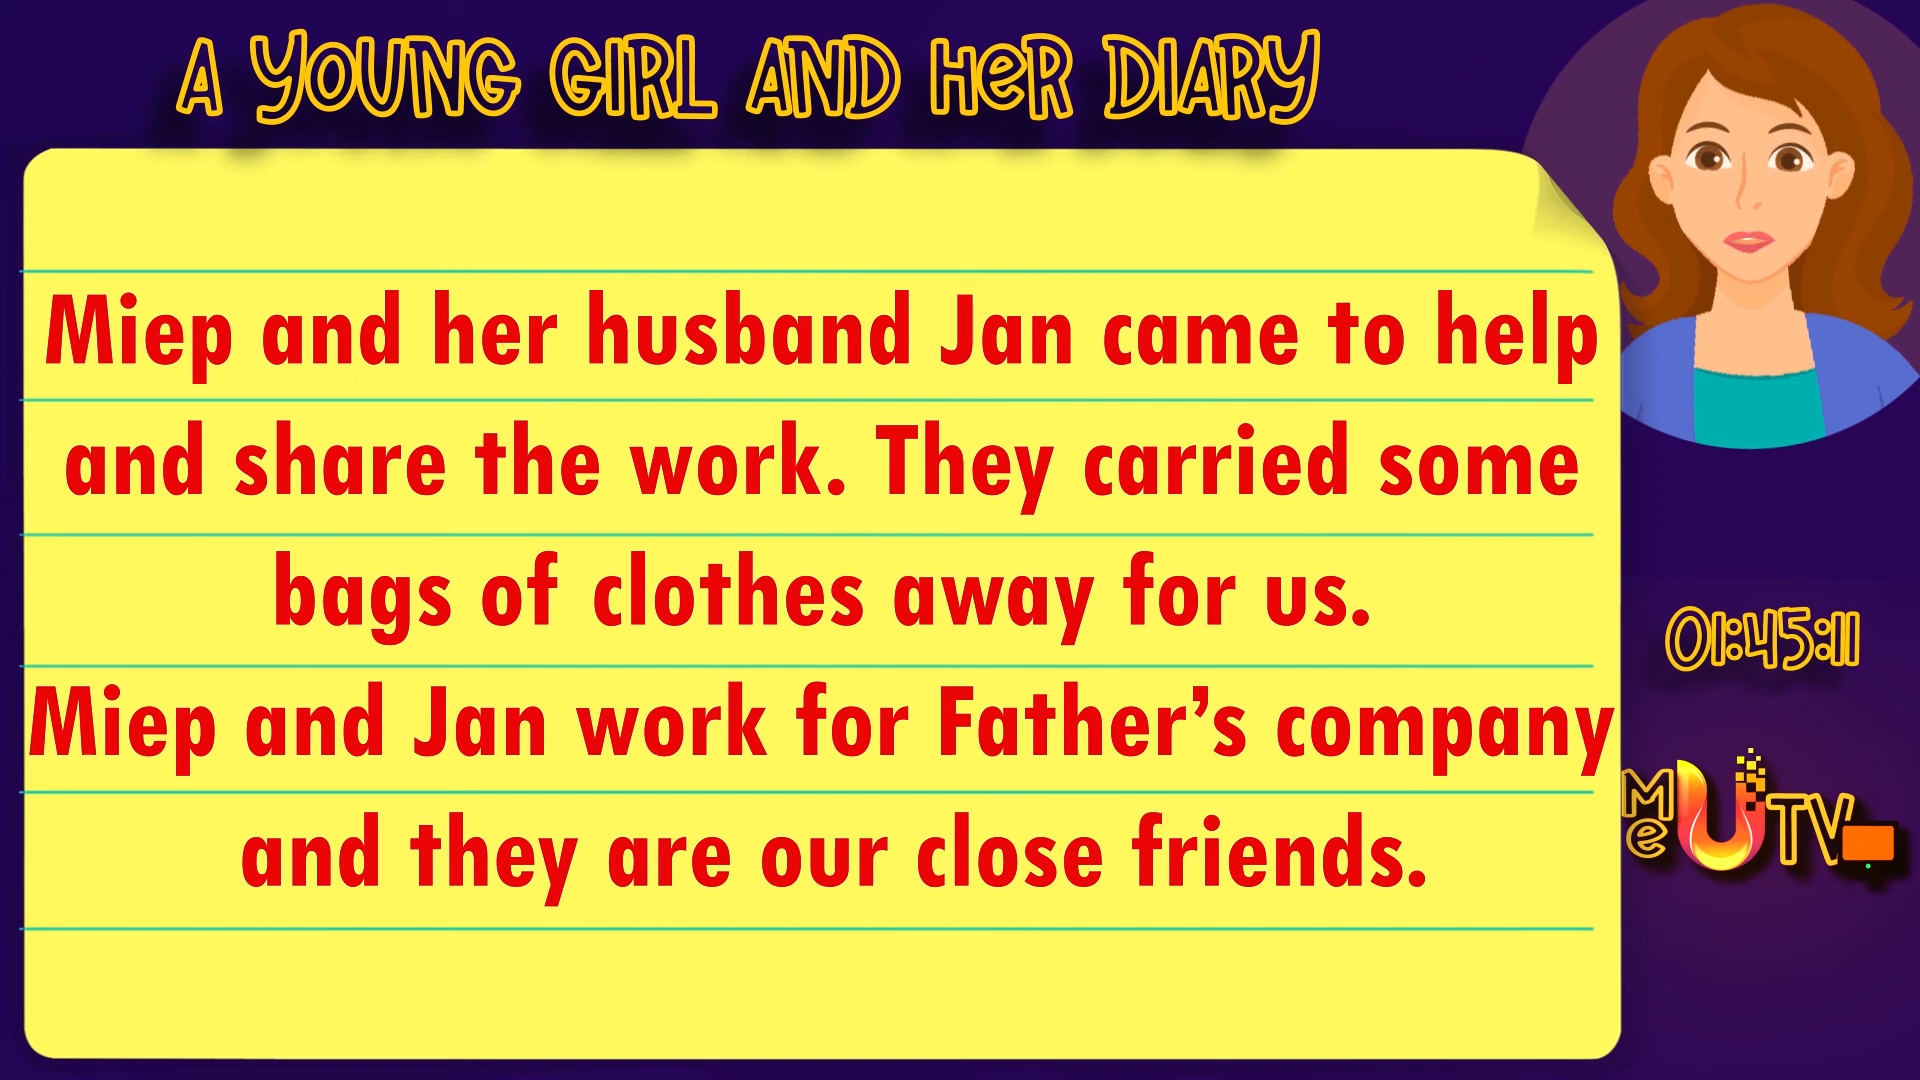 A YOUNG GIRL AND HeR DIARY
Miep and her husband Jan came to help
and share the work. They carried some
bags of clothes away for us.
Miep and Jan work for Father’s company
and they are our close friends.
01:45:11
Me U TV